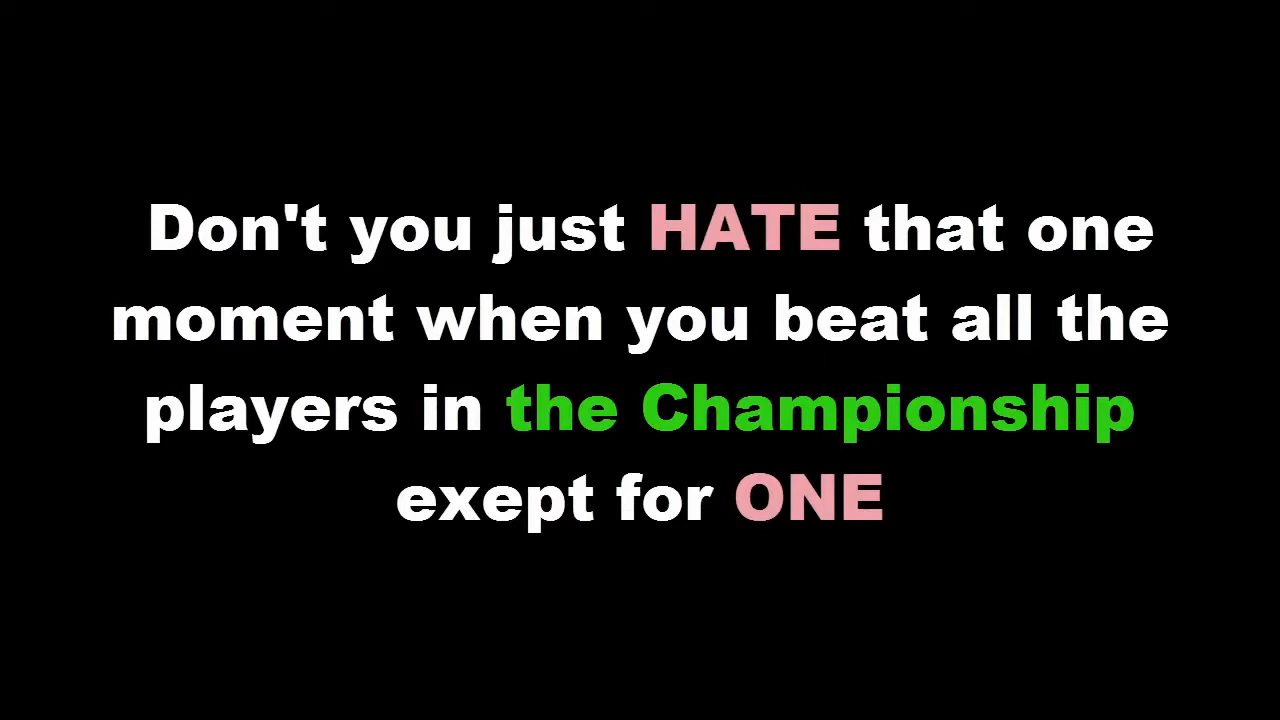 Don't you just HATE that one
moment when you beat all the
players in the Championship
exept for ONE